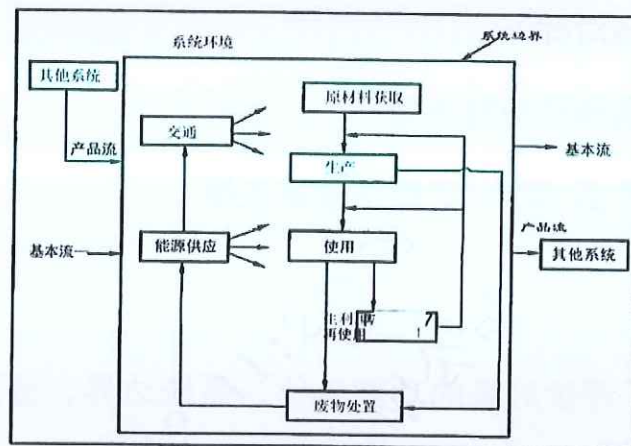 系统环境
系统边界
其他系统
原材料获取
交通
产品流
基本流
生产
产品流
基本流
能源供应
使用
其他系统
再使用
废物处置